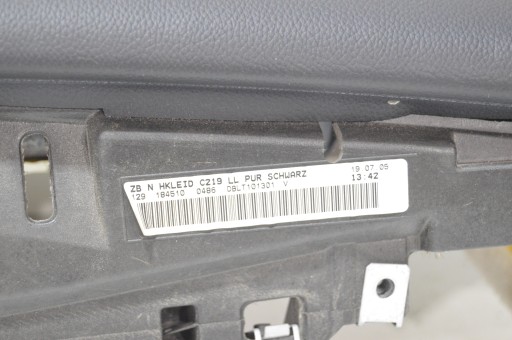 ZB N HKLEID C219 LL PUR SCHWARZ 19.07.05
129 184510 0486 DBLT101301 V 13:42